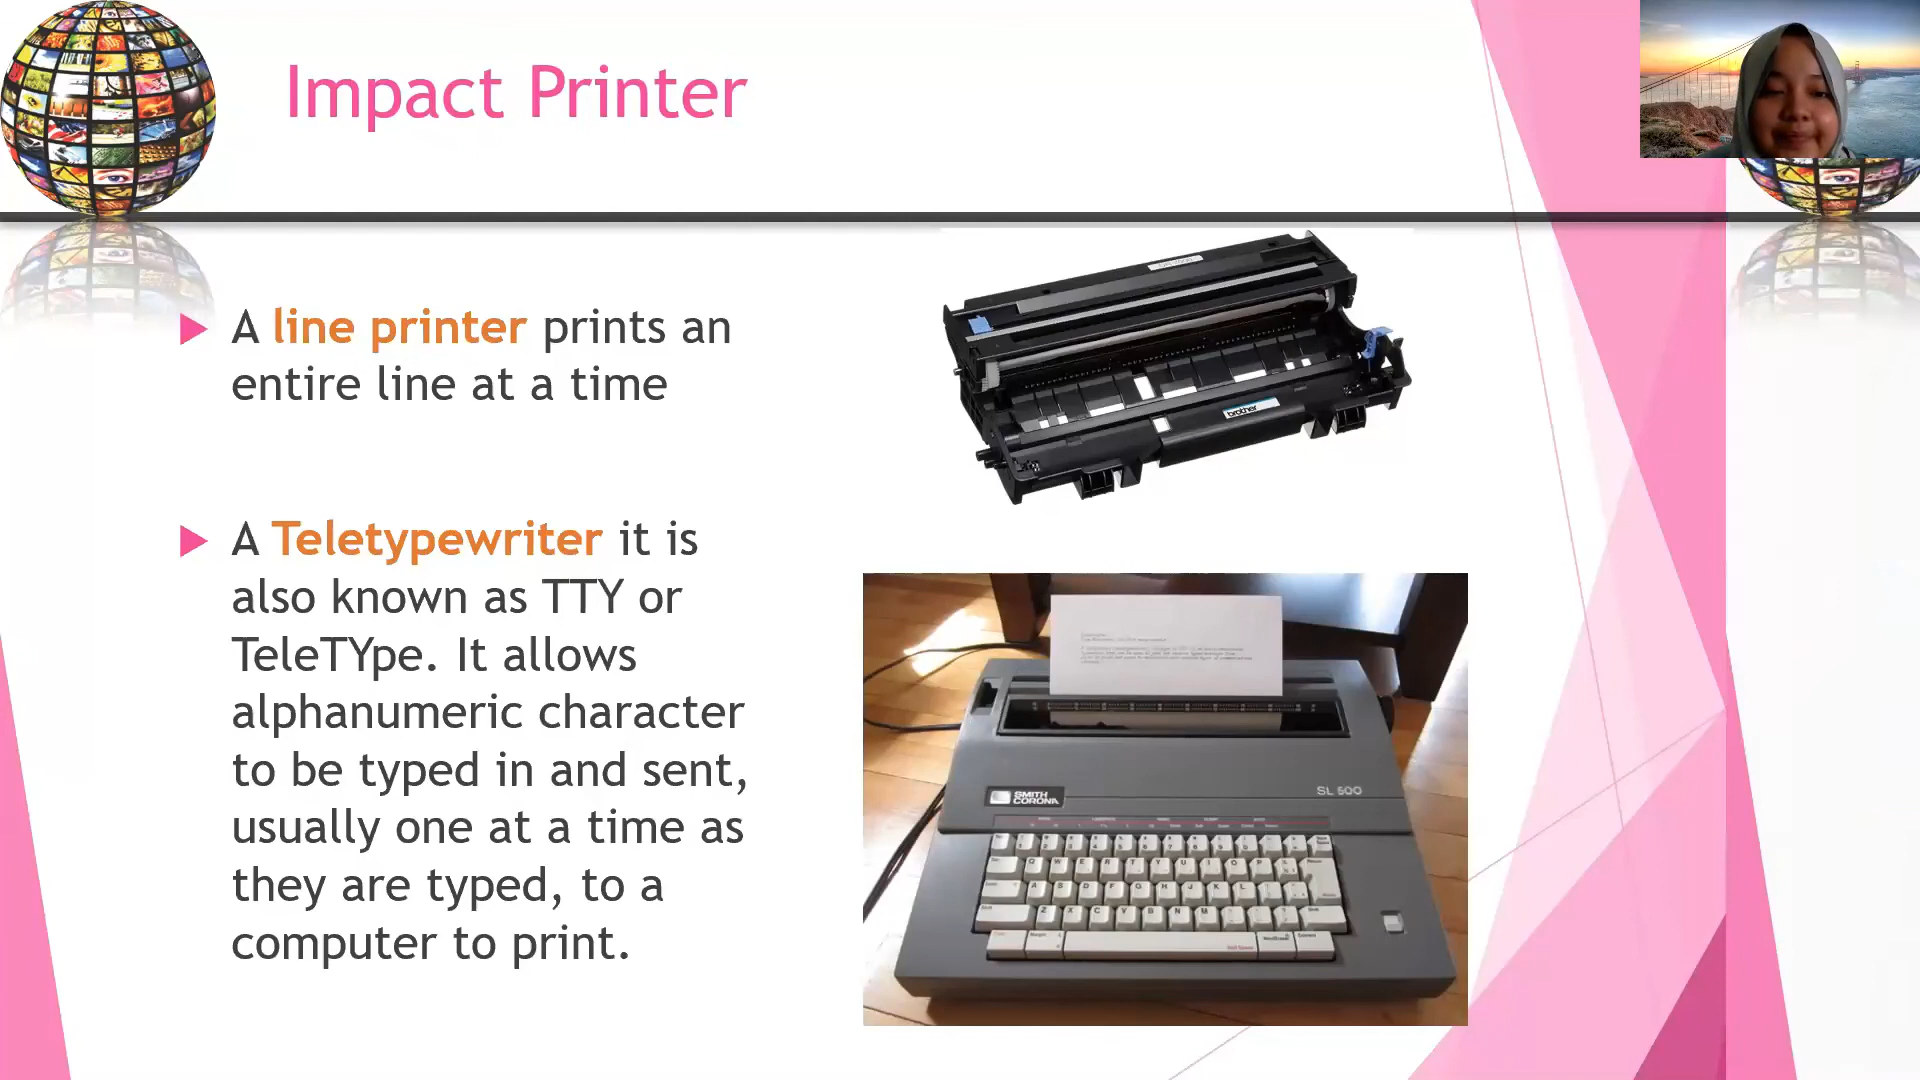 Impact Printer
A line printer prints an
entire line at a time
A Teletypewriter it is
also known as TTY or
TeleTYpe. It allows
alphanumeric character
to be typed in and sent,
usually one at a time as
they are typed, to a
computer to print.
brother
SMITH
CORONA
SL 500
Q W E R T Y U I O P
A S D F G H J K L
Z X C V B N M